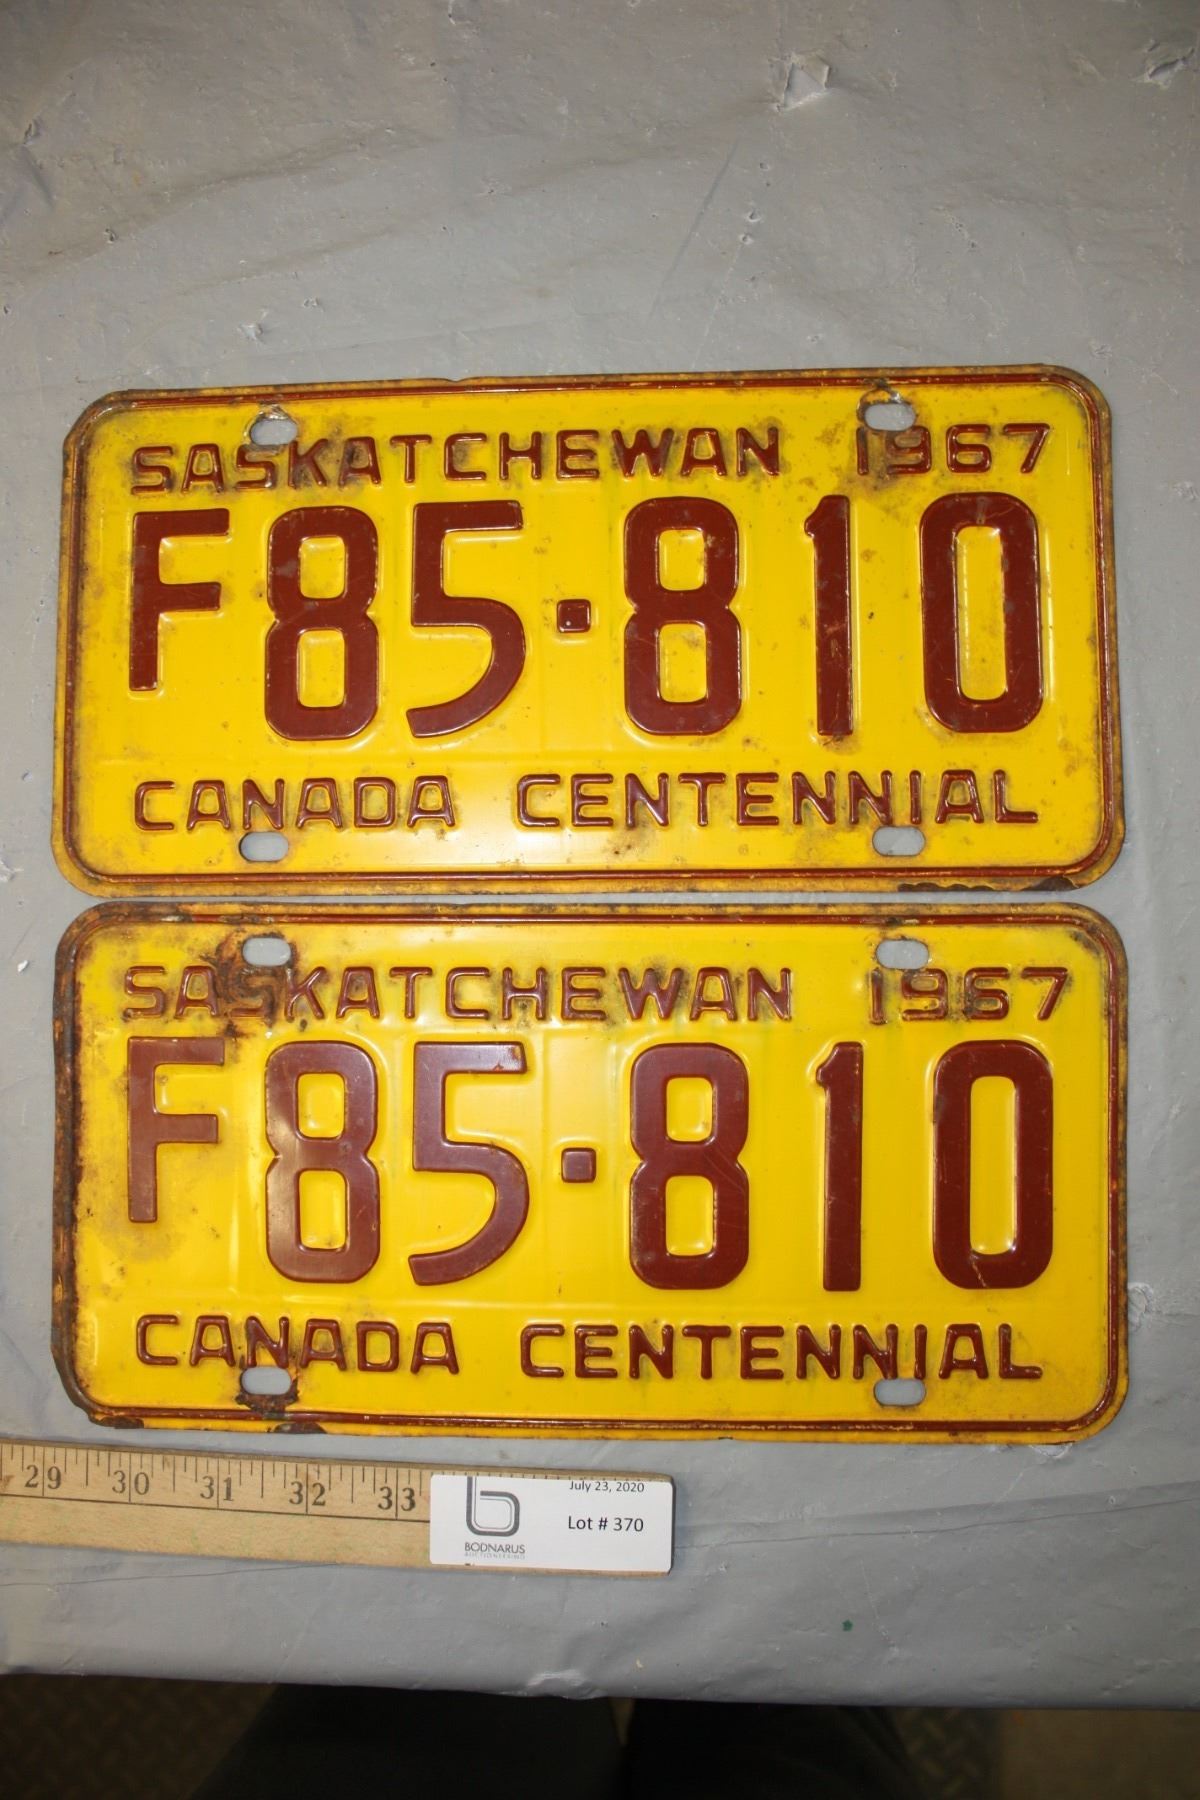 SASKATCHEWAN 1967
F85·810
CANADA CENTENNIAL
SASKATCHEWAN 1967
F85·810
CANADA CENTENNIAL
29 30 31 32 33
July 23, 2020
Lot # 370
BODNARUS
AUCTIONEERING